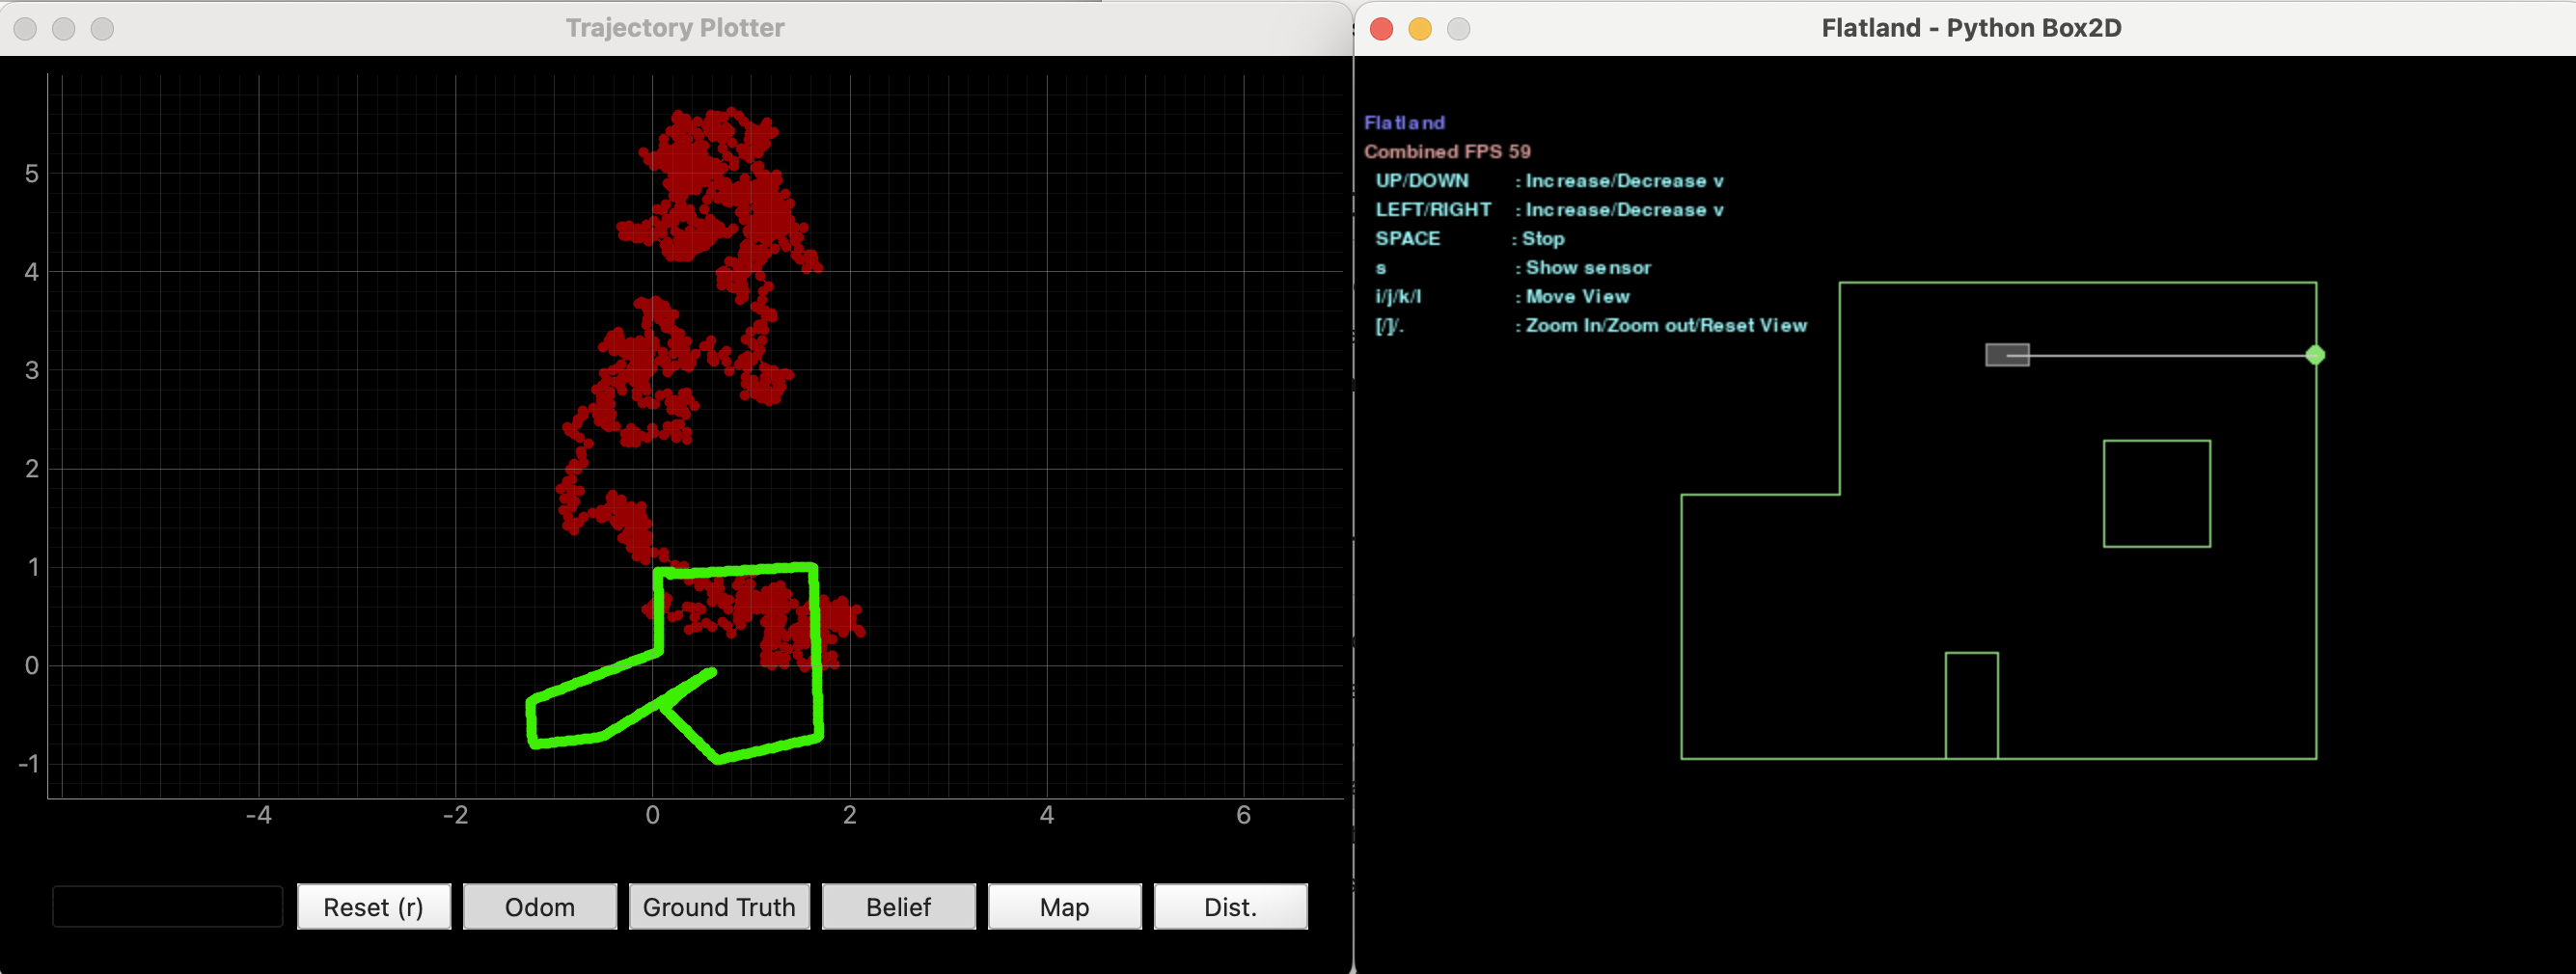 Trajectory Plotter
5
4
3
2
1
0
-1
-4 -2 0 2 4 6
Reset (r) Odom Ground Truth Belief Map Dist.
Flatland - Python Box2D
Flatland
Combined FPS 59
UP/DOWN : Increase/Decrease v
LEFT/RIGHT : Increase/Decrease v
SPACE : Stop
s : Show sensor
i/j/k/l : Move View
[/]/. : Zoom In/Zoom out/Reset View